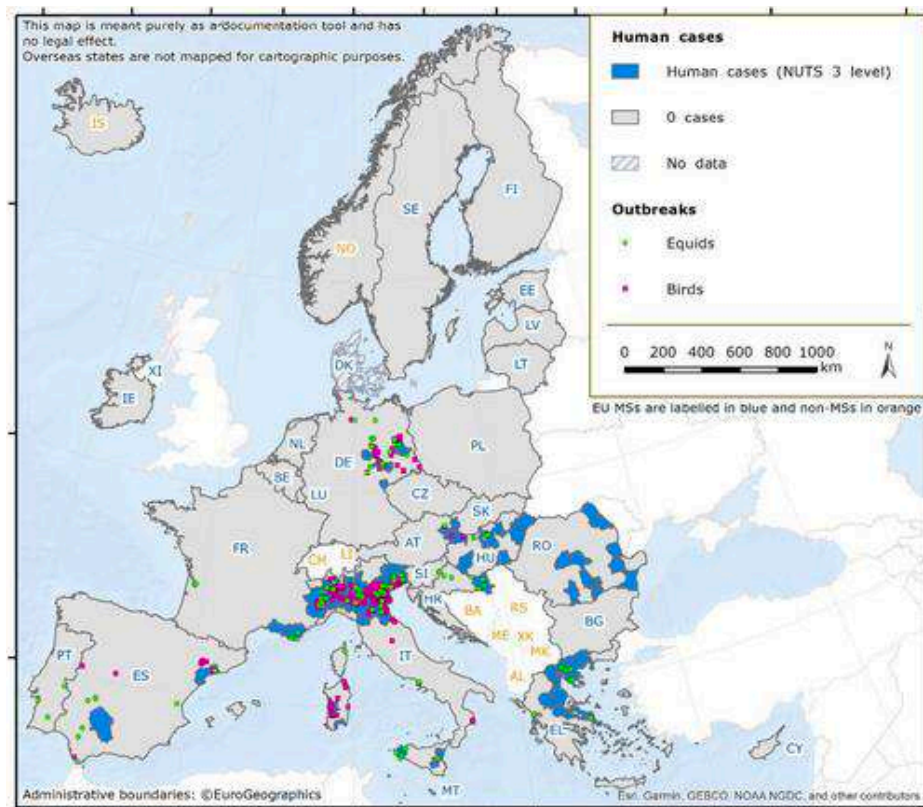 This map is meant purely as a documentation tool and has
no legal effect.
Overseas states are not mapped for cartographic purposes.
Human cases
Human cases (NUTS 3 level)
0 cases
No data
Outbreaks
Equids
Birds
0 200 400 600 800 1000
km
N
EU MSs are labelled in blue and non-MSs in orange
IS
FI
SE
NO
EE
LV
LT
DK
XI
IE
NL
PL
DE
BE
LU
CZ
SK
FR
AT
CH
LI
HU
RO
SI
HR
BA
RS
BG
ME
XK
MK
IT
AL
PT
ES
EL
CY
MT
Administrative boundaries: ©EuroGeographics
Esri, Garmin, GEBCO, NOAA NGDC, and other contributors